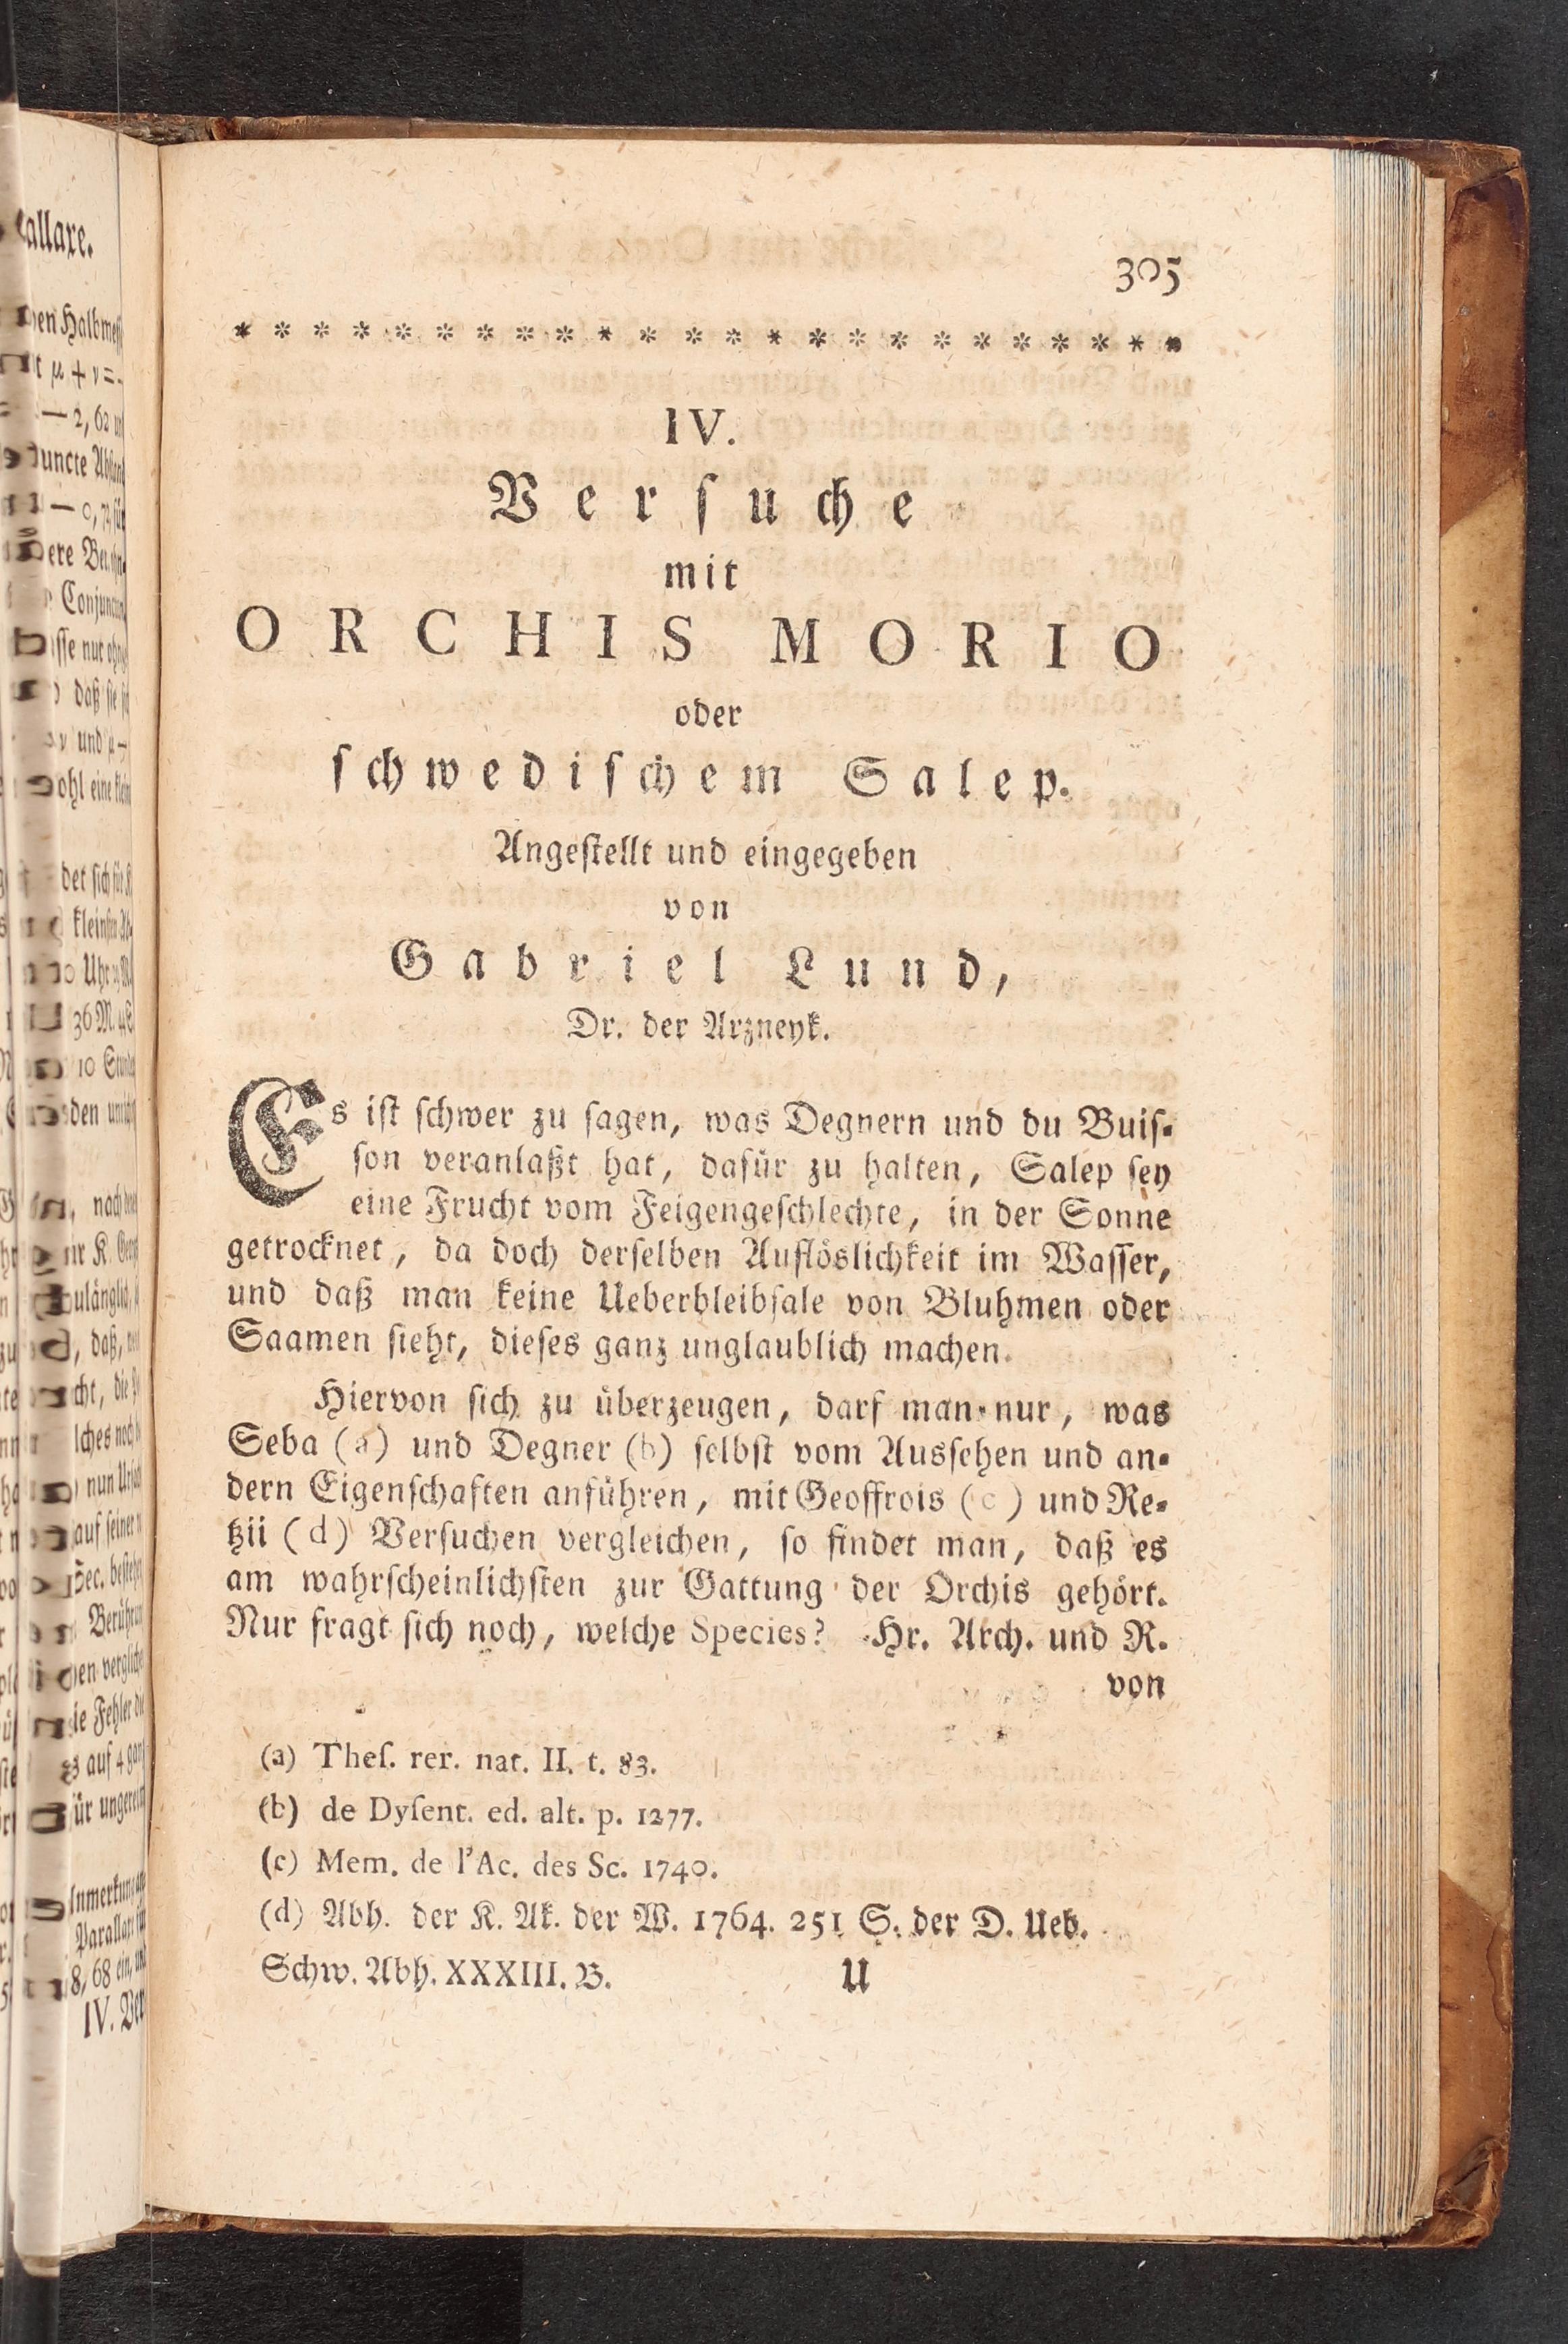 305
* * * * * * * * * * * * * * * * * * * * * * * *
IV.
Verſuche
mit
ORCHIS MORIO
oder
ſchwediſchem Salep.
Angeſtellt und eingegeben
von
Gabriel Lund,
Dr. der Arzneyk.
Es iſt ſchwer zu ſagen, was Degnern und du Buiſ-
ſon veranlaßt hat, dafür zu halten, Salep ſey
eine Frucht vom Feigengeſchlechte, in der Sonne
getrocknet, da doch derſelben Auflöslichkeit im Waſſer,
und daß man keine Ueberbleibſale von Bluhmen oder
Saamen ſieht, dieſes ganz unglaublich machen.
Hiervon ſich zu überzeugen, darf man nur, was
Seba (a) und Degner (b) ſelbſt vom Ausſehen und an-
dern Eigenſchaften anführen, mit Geoffrois (c) und Re-
tzii (d) Verſuchen vergleichen, ſo findet man, daß es
am wahrſcheinlichſten zur Gattung der Orchis gehört.
Nur fragt ſich noch, welche Species? Hr. Arch. und R.
von
(a) Theſ. rer. nat. II. t. 83.
(b) de Dyſent. ed. alt. p. 1277.
(c) Mem. de l'Ac. des Sc. 1740.
(d) Abh. der K. Ak. der W. 1764. 251 S. der D. Ueb.
Schw. Abh. XXXIII. B. U